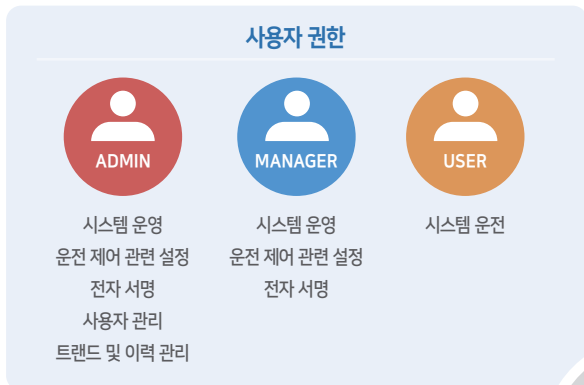 사용자 권한
ADMIN
시스템 운영
운전 제어 관련 설정
전자 서명
사용자 관리
트랜드 및 이력 관리
MANAGER
시스템 운영
운전 제어 관련 설정
전자 서명
USER
시스템 운전